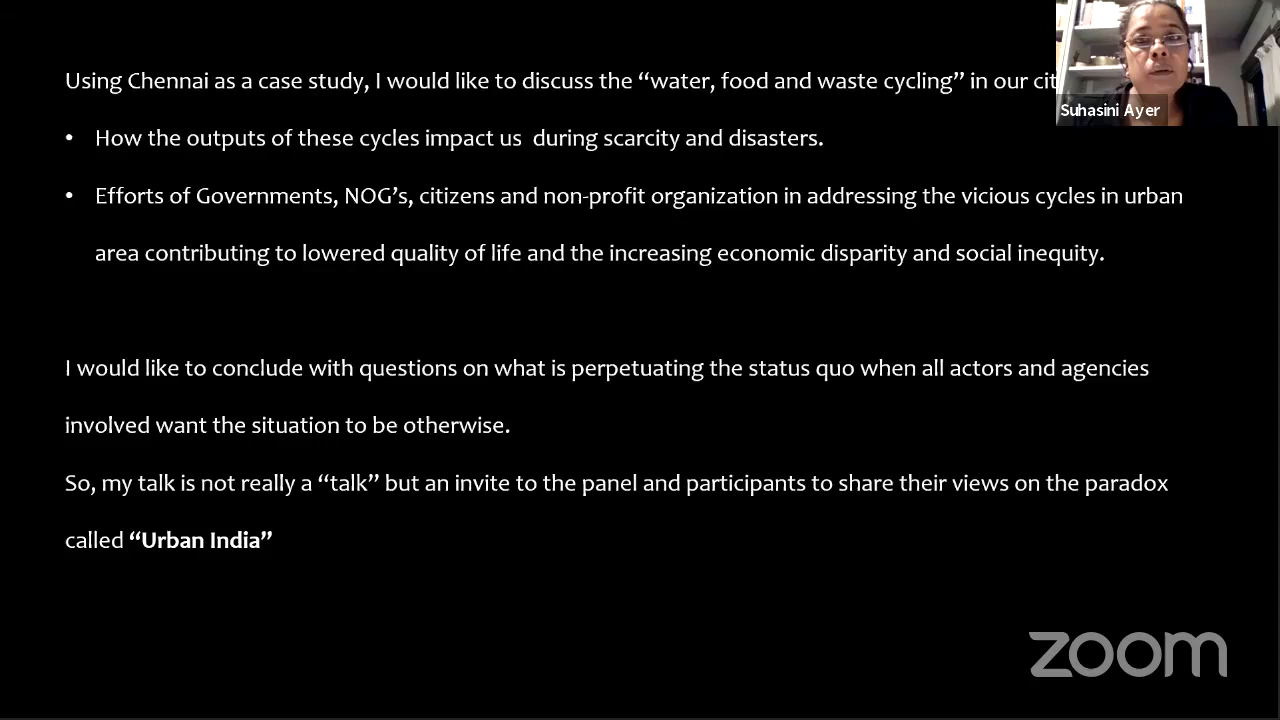 Using Chennai as a case study, I would like to discuss the “water, food and waste cycling” in our
Suhasini Ayer
• How the outputs of these cycles impact us during scarcity and disasters.
• Efforts of Governments, NOG’s, citizens and non-profit organization in addressing the vicious cycles in urban
area contributing to lowered quality of life and the increasing economic disparity and social inequity.
I would like to conclude with questions on what is perpetuating the status quo when all actors and agencies
involved want the situation to be otherwise.
So, my talk is not really a “talk” but an invite to the panel and participants to share their views on the paradox
called “Urban India”
zoom